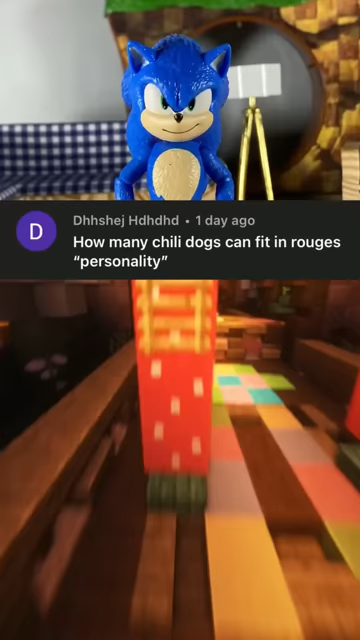 D
Dhhshej Hdhdhd • 1 day ago
How many chili dogs can fit in rouges
“personality”